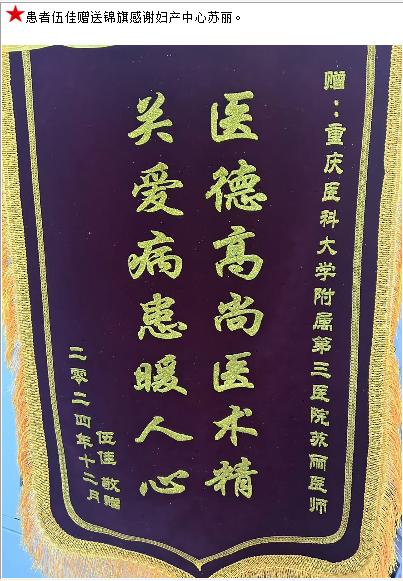 ★患者伍佳赠送锦旗感谢妇产中心苏丽。
赠：重庆医科大学附属第三医院苏丽医师
医德高尚医术精
关爱病患暖人心
伍佳 敬赠
二零二四年十二月